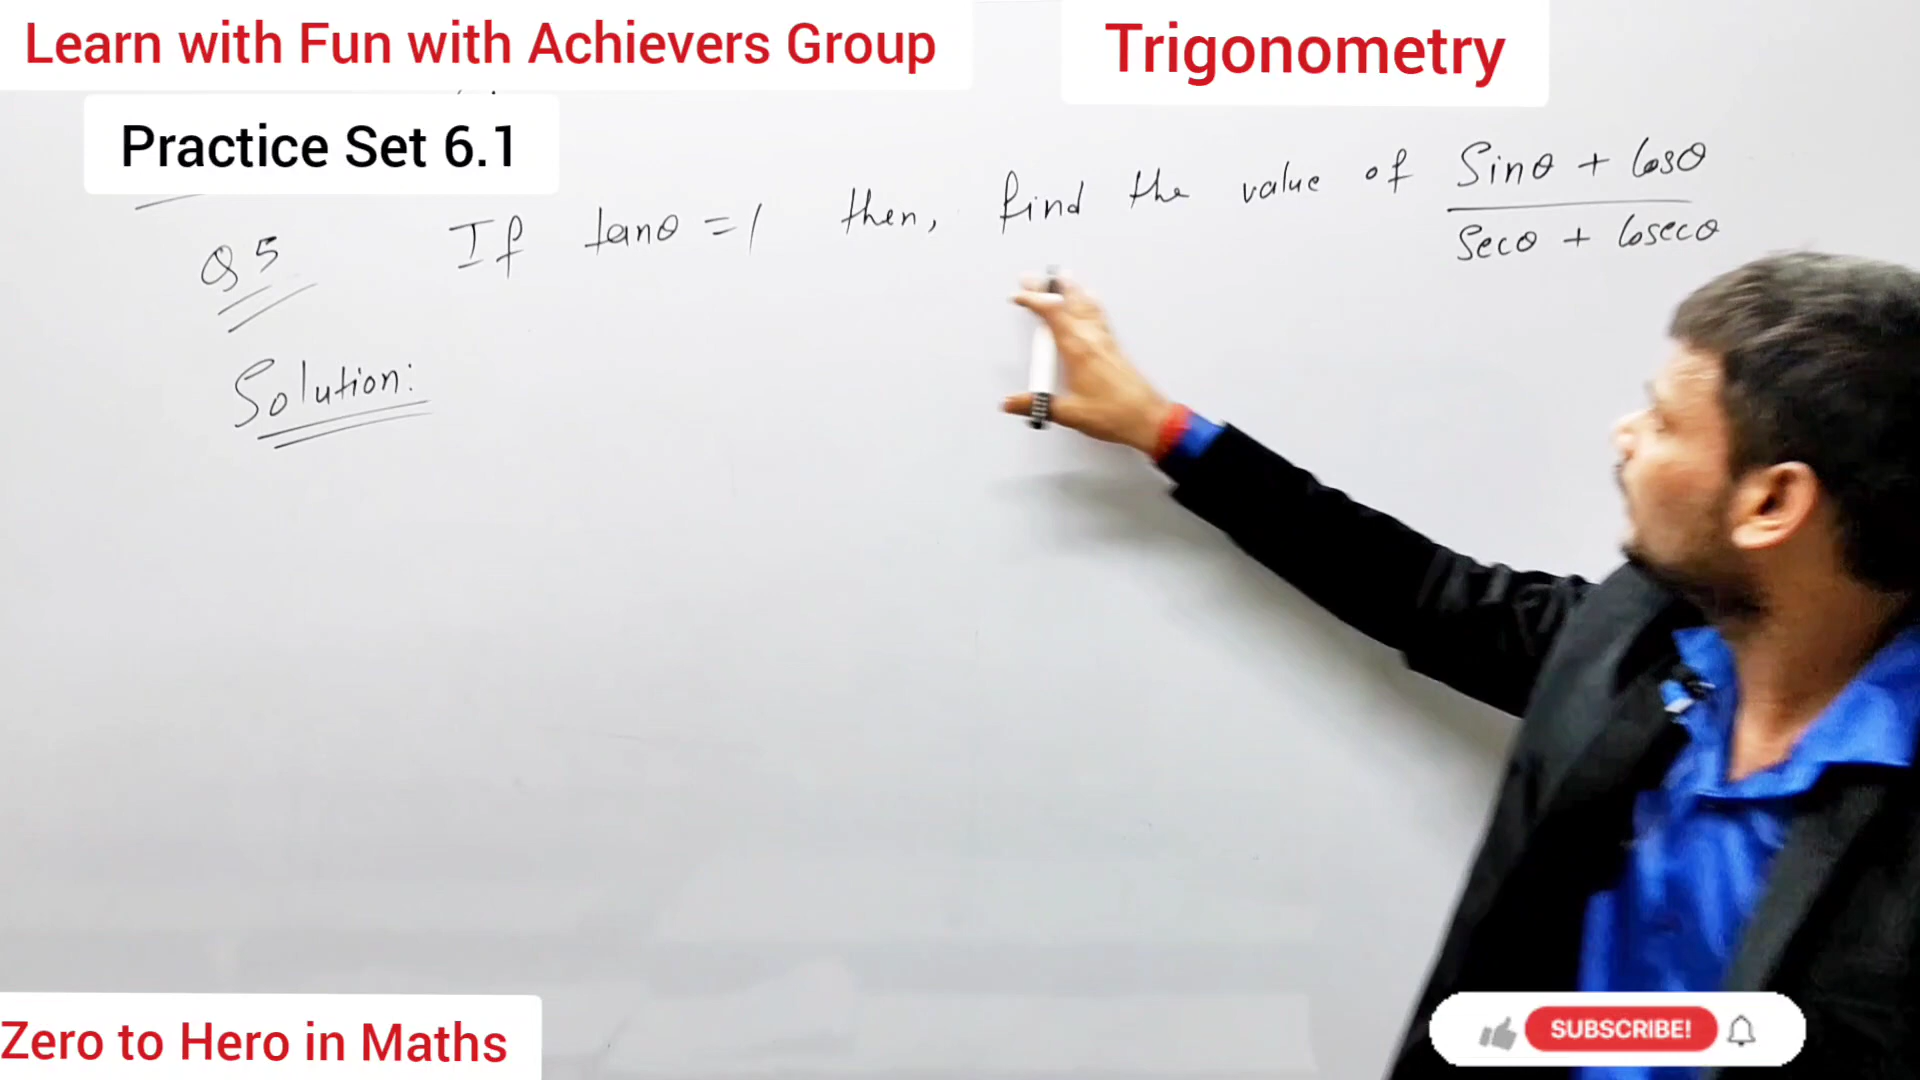 Learn with Fun with Achievers Group
Trigonometry
Practice Set 6.1
Q5 If tanθ = 1 then, find the value of Sinθ + Cosθ
Secθ + Cosecθ
Solution:
Zero to Hero in Maths
SUBSCRIBE!